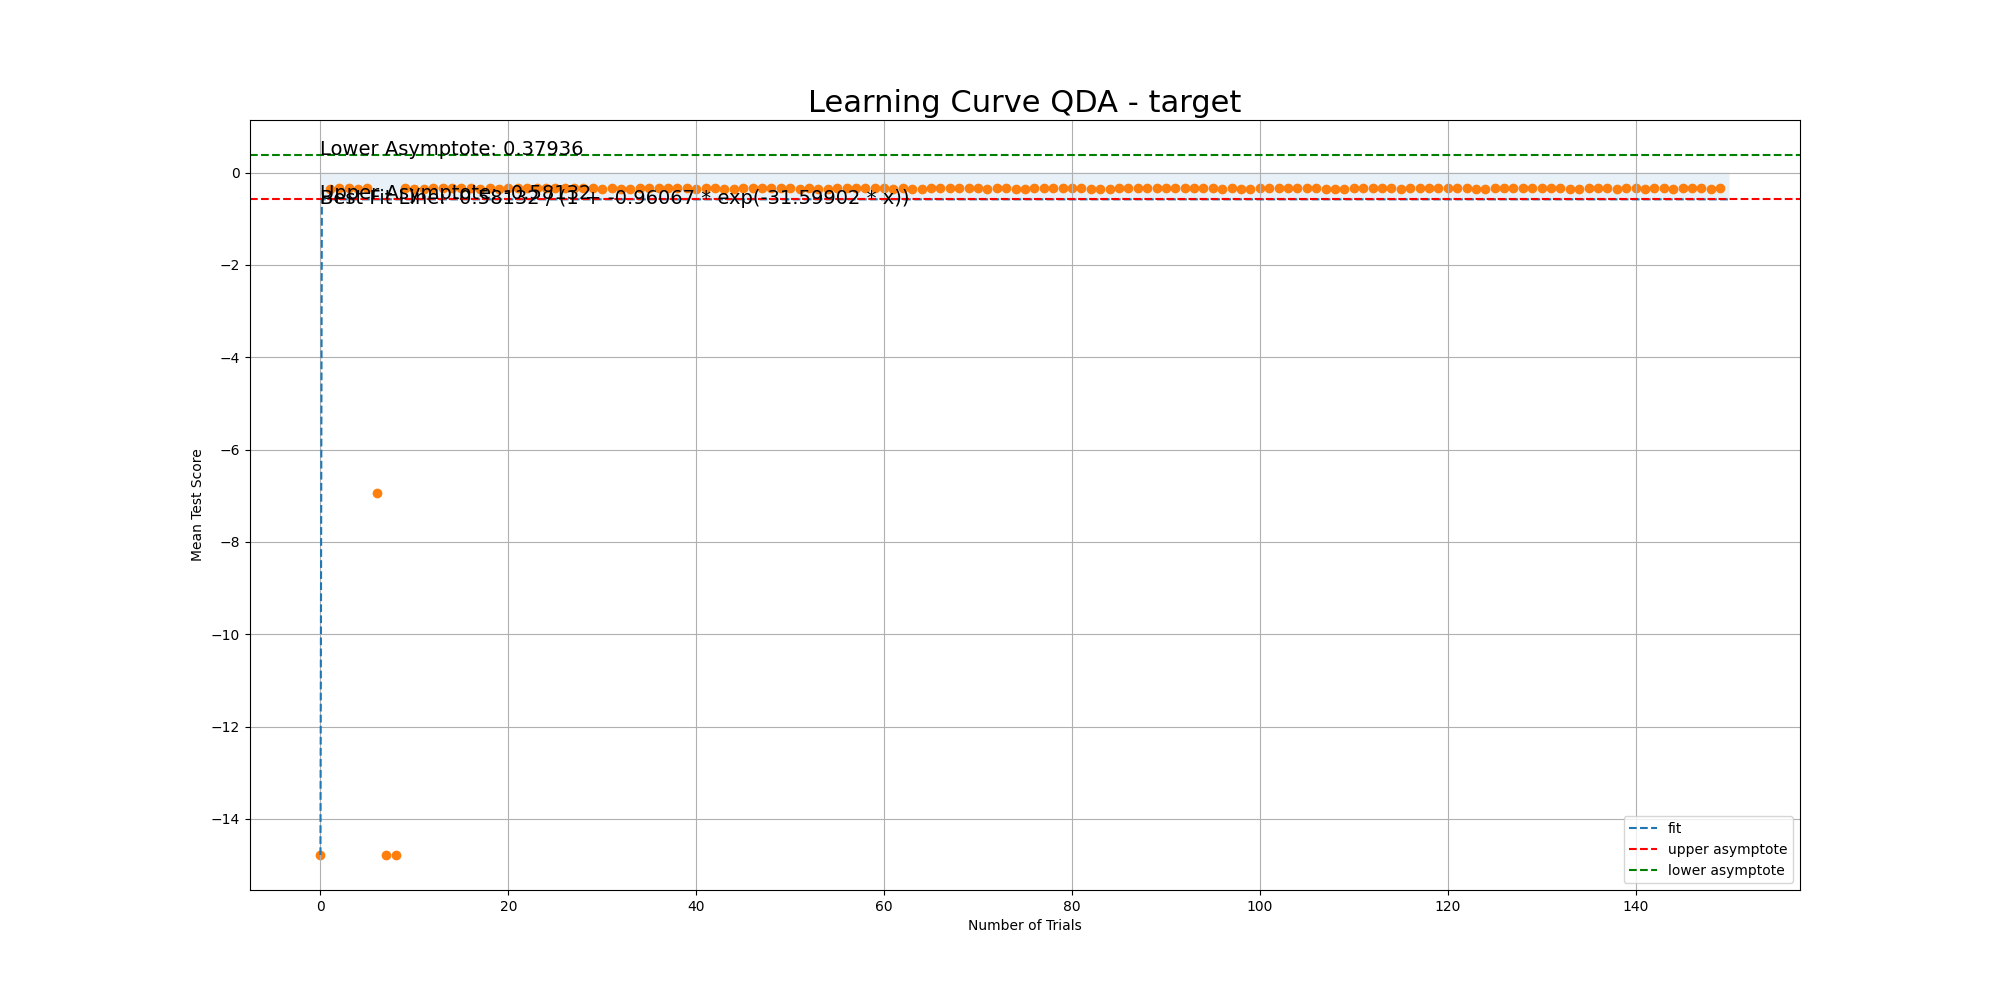 Learning Curve QDA - target
Lower Asymptote: 0.37936
Upper Asymptote: -0.58132
Best-Fit Line: -0.58132 / (1 + -0.96067 * exp(-31.59902 * x))
0
−2
−4
−6
−8
−10
−12
−14
Mean Test Score
0
20
40
60
80
100
120
140
Number of Trials
fit
upper asymptote
lower asymptote